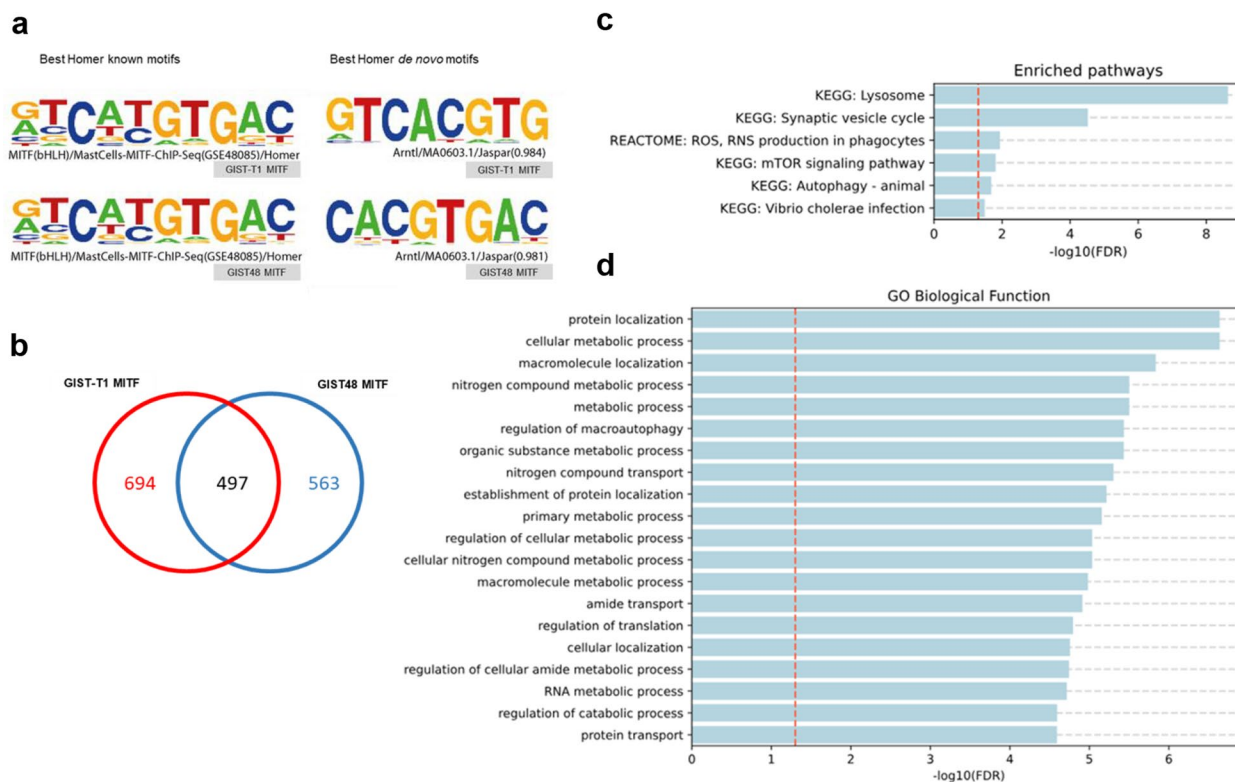 a
Best Homer known motifs
Best Homer de novo motifs
GTCATGTGAC
GTCACGTG
MITF(bHLH)/MastCells-MITF-ChIP-Seq(GSE48085)/Homer
Arntl/MA0603.1/Jaspar(0.984)
GIST-T1 MITF
GIST-T1 MITF
GTCATGTGAC
CACGTGAC
MITF(bHLH)/MastCells-MITF-ChIP-Seq(GSE48085)/Homer
Arntl/MA0603.1/Jaspar(0.981)
GIST48 MITF
GIST48 MITF
b
GIST-T1 MITF
GIST48 MITF
694
497
563
c
Enriched pathways
KEGG: Lysosome
KEGG: Synaptic vesicle cycle
REACTOME: ROS, RNS production in phagocytes
KEGG: mTOR signaling pathway
KEGG: Autophagy - animal
KEGG: Vibrio cholerae infection
0 2 4 6 8
-log10(FDR)
d
GO Biological Function
protein localization
cellular metabolic process
macromolecule localization
nitrogen compound metabolic process
metabolic process
regulation of macroautophagy
organic substance metabolic process
nitrogen compound transport
establishment of protein localization
primary metabolic process
regulation of cellular metabolic process
cellular nitrogen compound metabolic process
macromolecule metabolic process
amide transport
regulation of translation
cellular localization
regulation of cellular amide metabolic process
RNA metabolic process
regulation of catabolic process
protein transport
0 1 2 3 4 5 6
-log10(FDR)